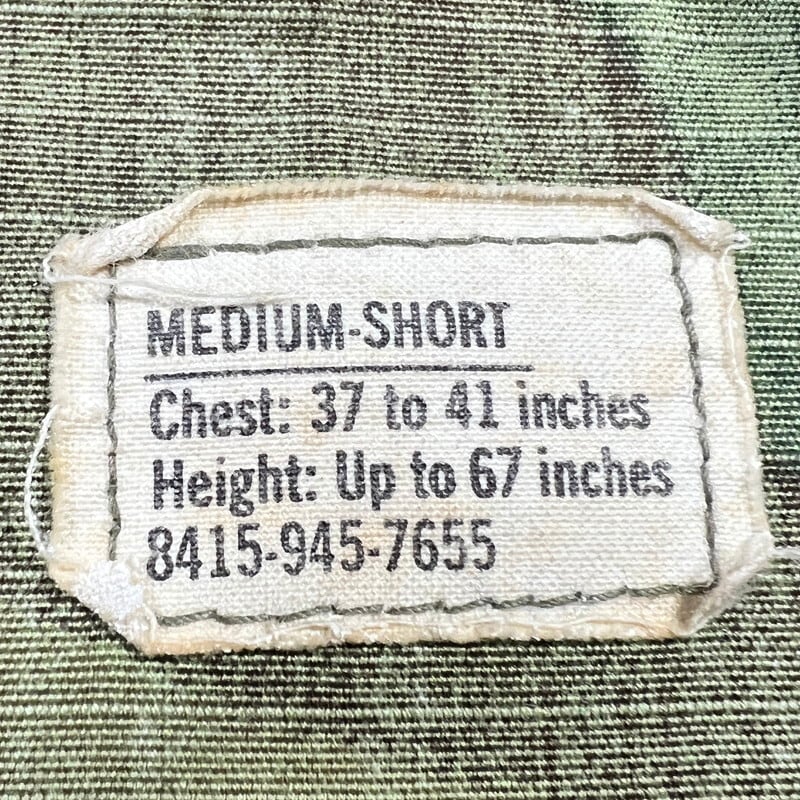 MEDIUM-SHORT
Chest: 37 to 41 inches
Height: Up to 67 inches
8415-945-7655